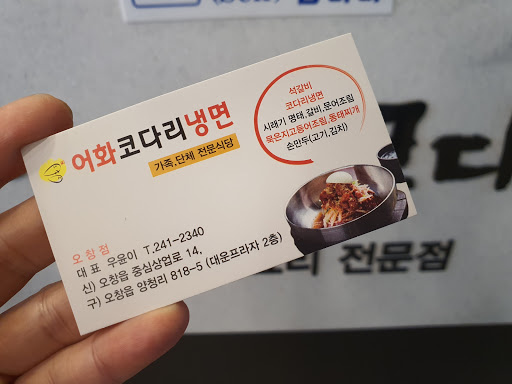 어화코다리냉면
가족,단체 전문식당
석갈비
코다리냉면
시래기 명태,갈비,문어조림
묵은지고등어조림,동태찌개
손만두(고기,김치)
오창점
대표 우윤이 T.241-2340
신) 오창읍 중심상업로 14,
구) 오창읍 양청리 818-5 (대운프라자 2층)
전문점